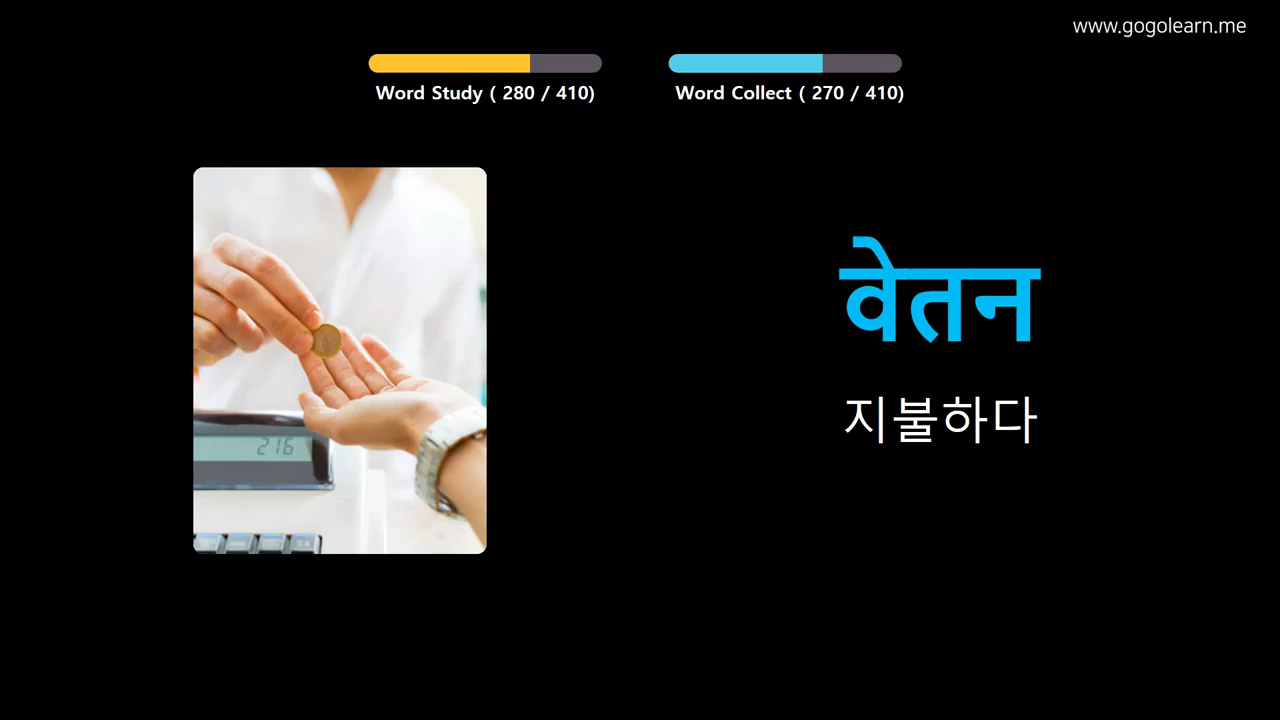 www.gogolearn.me
Word Study ( 280 / 410)
Word Collect ( 270 / 410)
वेतन
지불하다
216